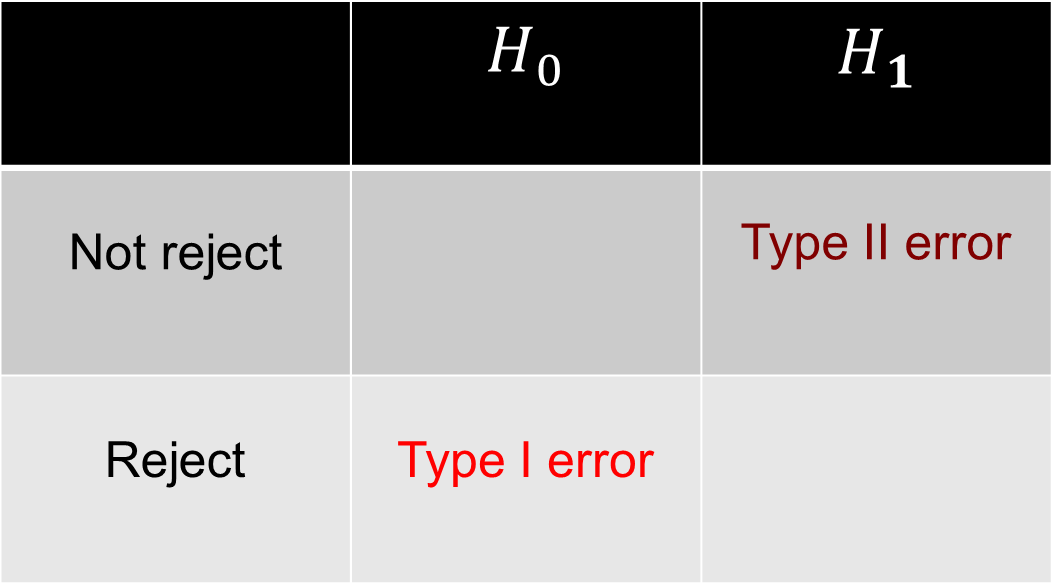 H₀ H₁
Not reject Type II error
Reject Type I error